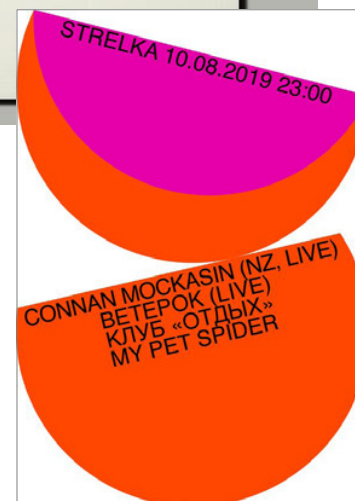 STRELKA 10.08.2019 23:00
CONNAN MOCKASIN (NZ, LIVE)
ВЕТЕРОК (LIVE)
КЛУБ «ОТДЫХ»
MY PET SPIDER